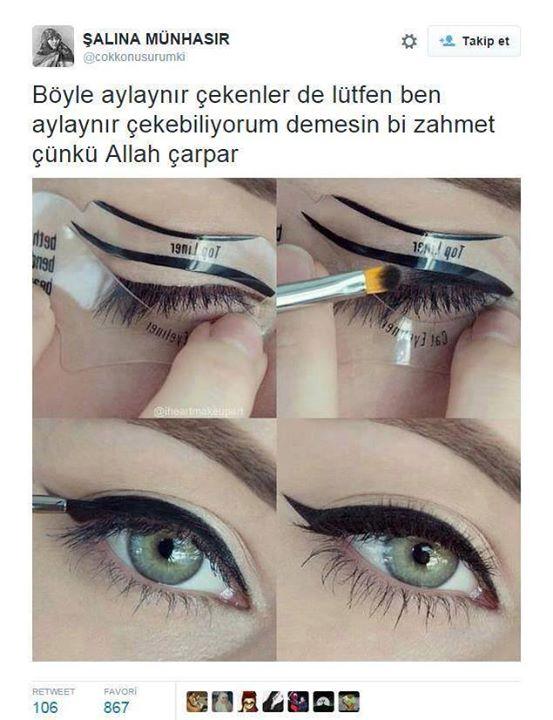 ŞALINA MÜNHASIR
@cokkonusurumki
Takip et
Böyle aylaynır çekenler de lütfen ben
aylaynır çekebiliyorum demesin bi zahmet
çünkü Allah çarpar
Top Liner
Top Liner
Eyeliner
Cat Eyeliner
@iheartmakeupart
RETWEET
FAVORİ
106
867